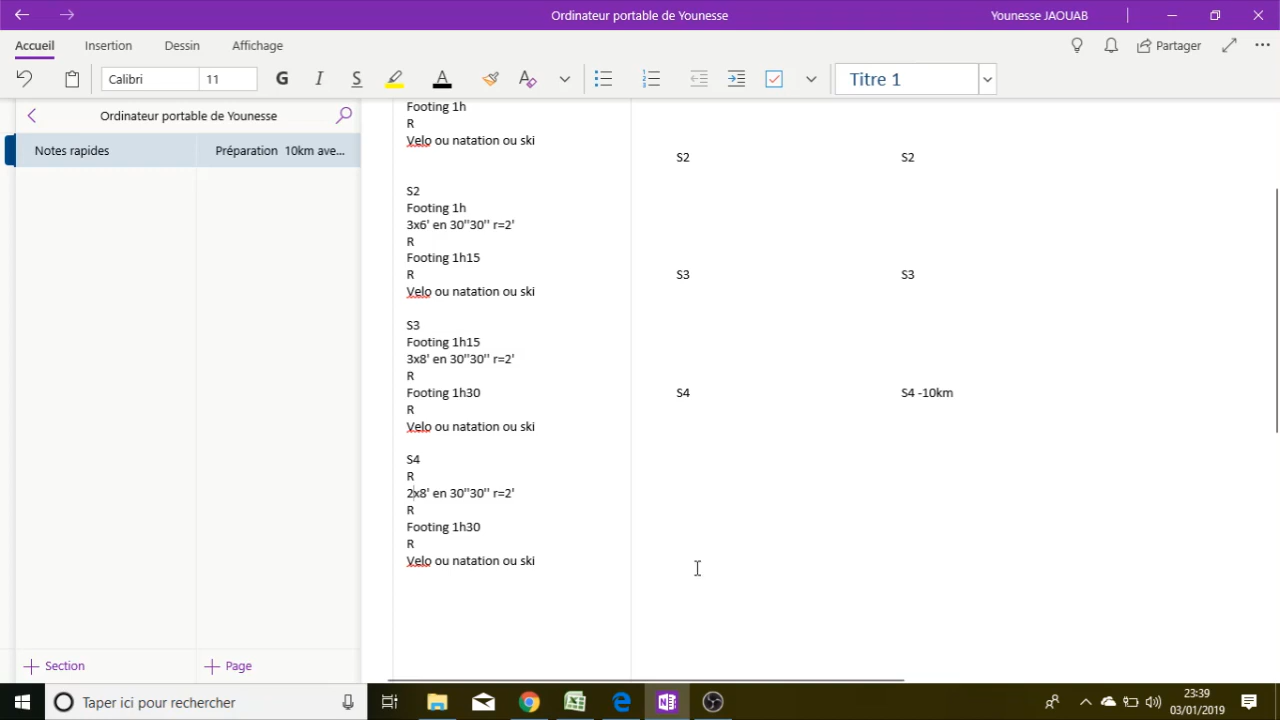 Ordinateur portable de Younesse
Younesse JAOUAB
Accueil
Insertion
Dessin
Affichage
Partager
Calibri
11
G
I
S
A
A
Titre 1
Ordinateur portable de Younesse
Notes rapides
Préparation 10km ave...
Footing 1h
R
Velo ou natation ou ski
S2
Footing 1h
3x6' en 30''30'' r=2'
R
Footing 1h15
R
Velo ou natation ou ski
S3
Footing 1h15
3x8' en 30''30'' r=2'
R
Footing 1h30
R
Velo ou natation ou ski
S4
R
2x8' en 30''30'' r=2'
R
Footing 1h30
R
Velo ou natation ou ski
S2
S3
S4
S2
S3
S4 -10km
Section
Page
Taper ici pour rechercher
23:39
03/01/2019